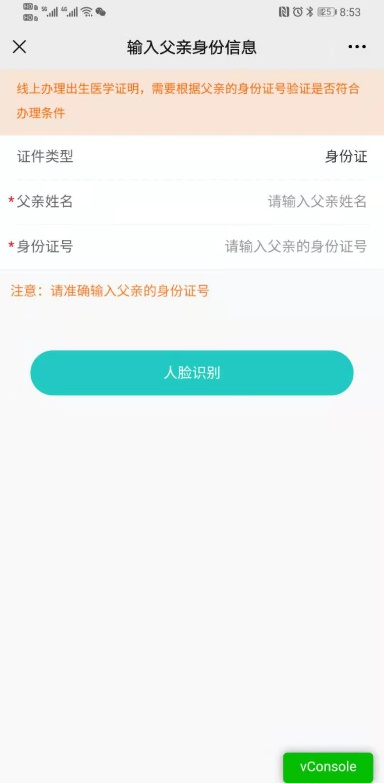 8:53
输入父亲身份信息
线上办理出生医学证明，需要根据父亲的身份证号验证是否符合
办理条件
证件类型 身份证
*父亲姓名 请输入父亲姓名
*身份证号 请输入父亲的身份证号
注意：请准确输入父亲的身份证号
人脸识别
vConsole